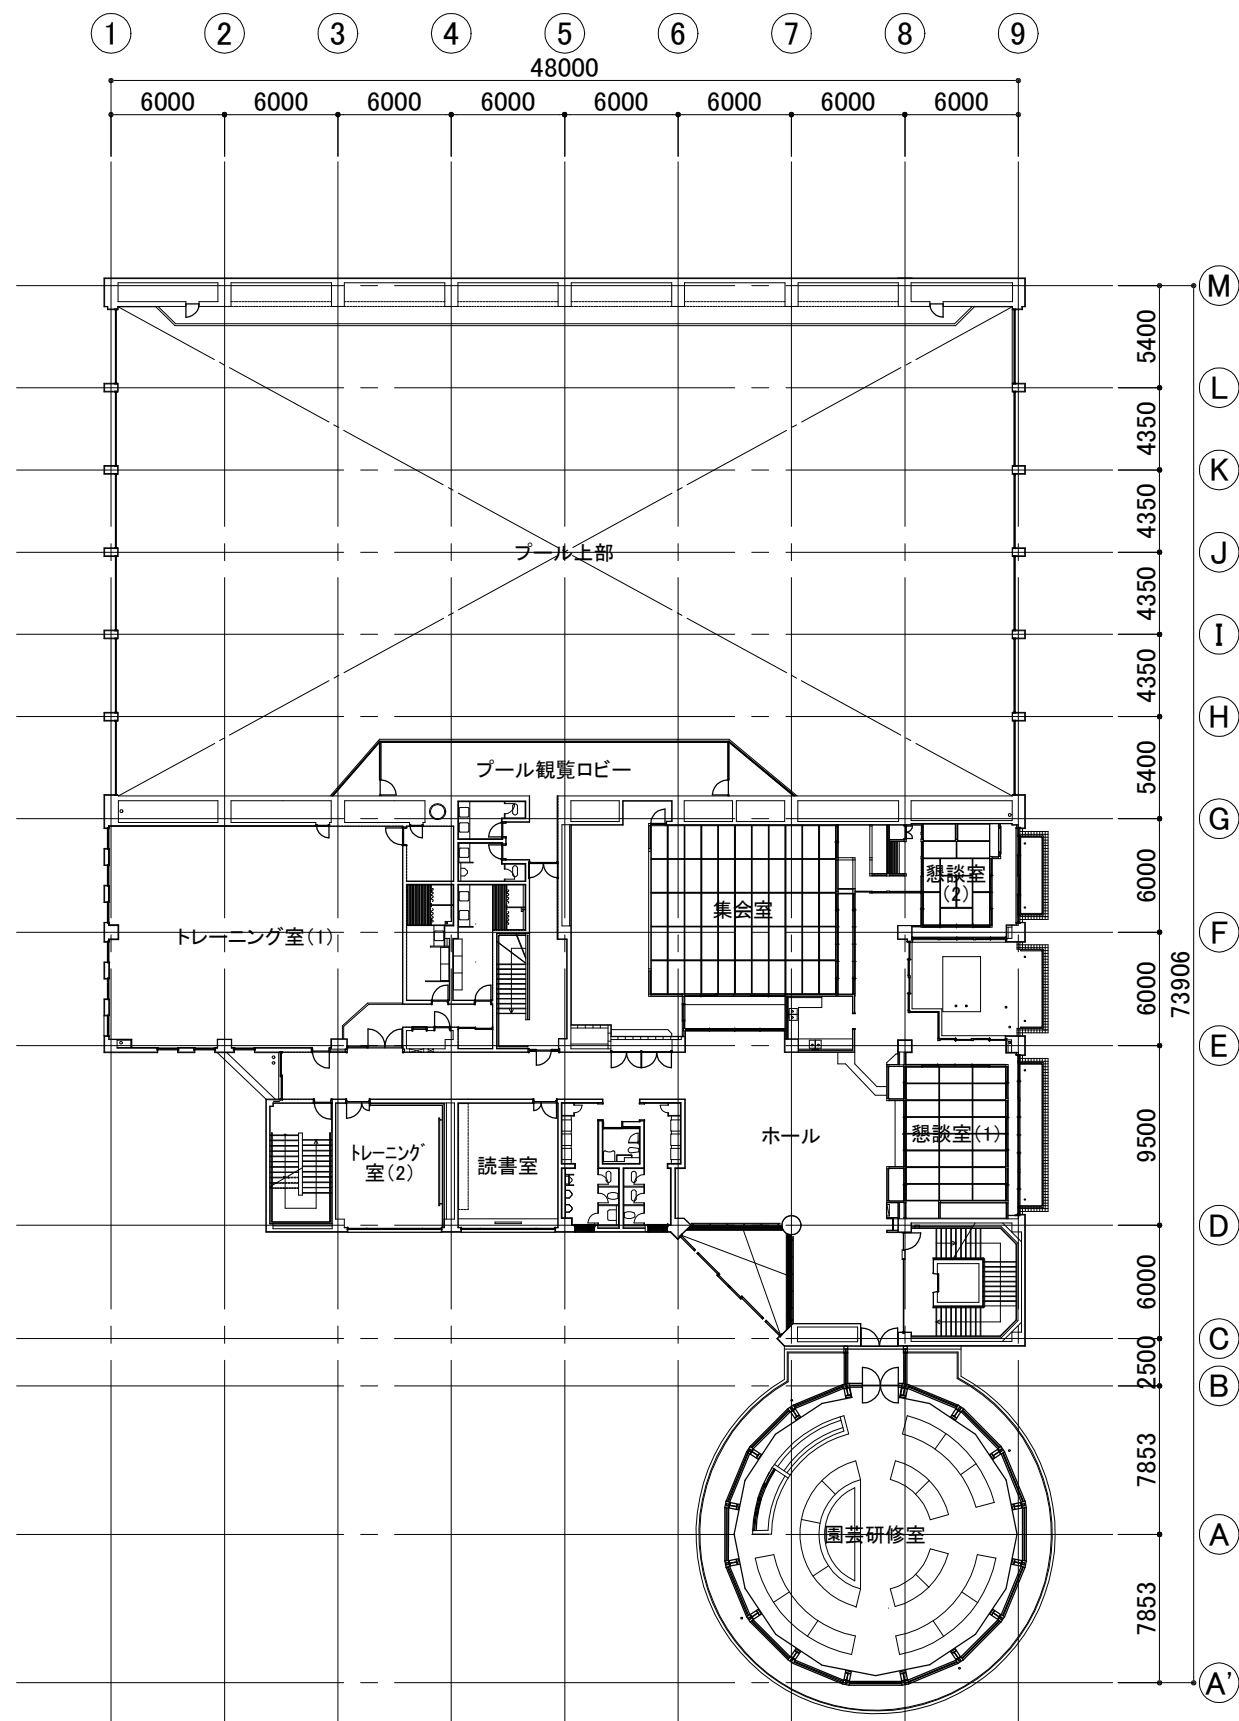 1 2 3 4 5 6 7 8 9
48000
6000 6000 6000 6000 6000 6000 6000 6000
M
5400
L
4350
K
4350
プール上部
J
4350
I
4350
H
プール観覧ロビー
5400
G
懇談室
(2)
6000
集会室
トレーニング室(1)
F
73906
6000
E
ホール
懇談室(1)
9500
トレーニング
室(2)
読書室
D
6000
C
2500
B
7853
園芸研修室
A
7853
A'